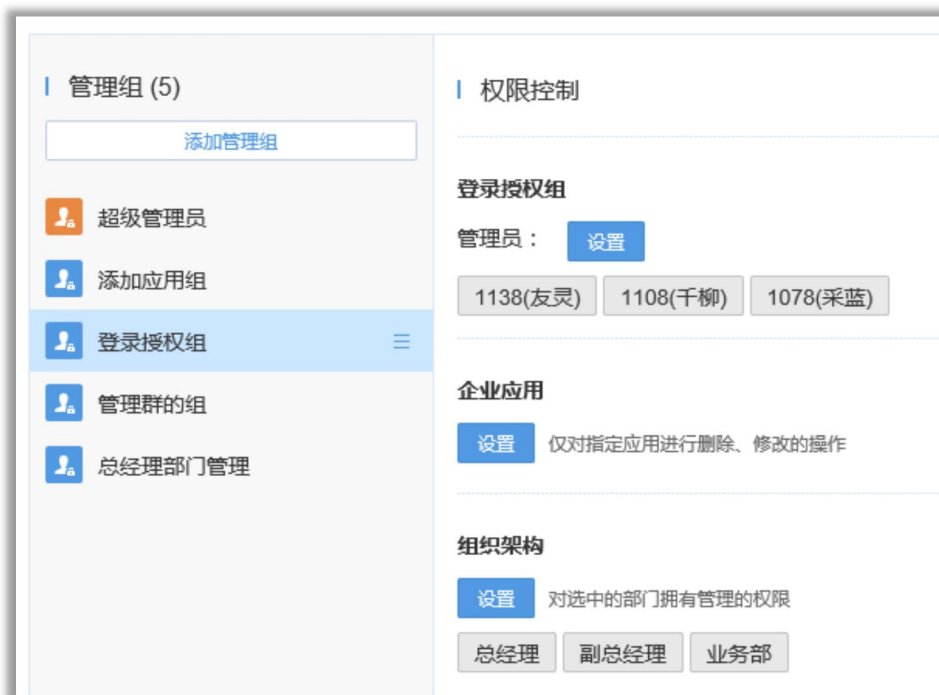 管理组 (5)
添加管理组
超级管理员
添加应用组
登录授权组
管理群的组
总经理部门管理
权限控制
登录授权组
管理员： 设置
1138(友灵) 1108(千柳) 1078(采蓝)
企业应用
设置 仅对指定应用进行删除、修改的操作
组织架构
设置 对选中的部门拥有管理的权限
总经理 副总经理 业务部